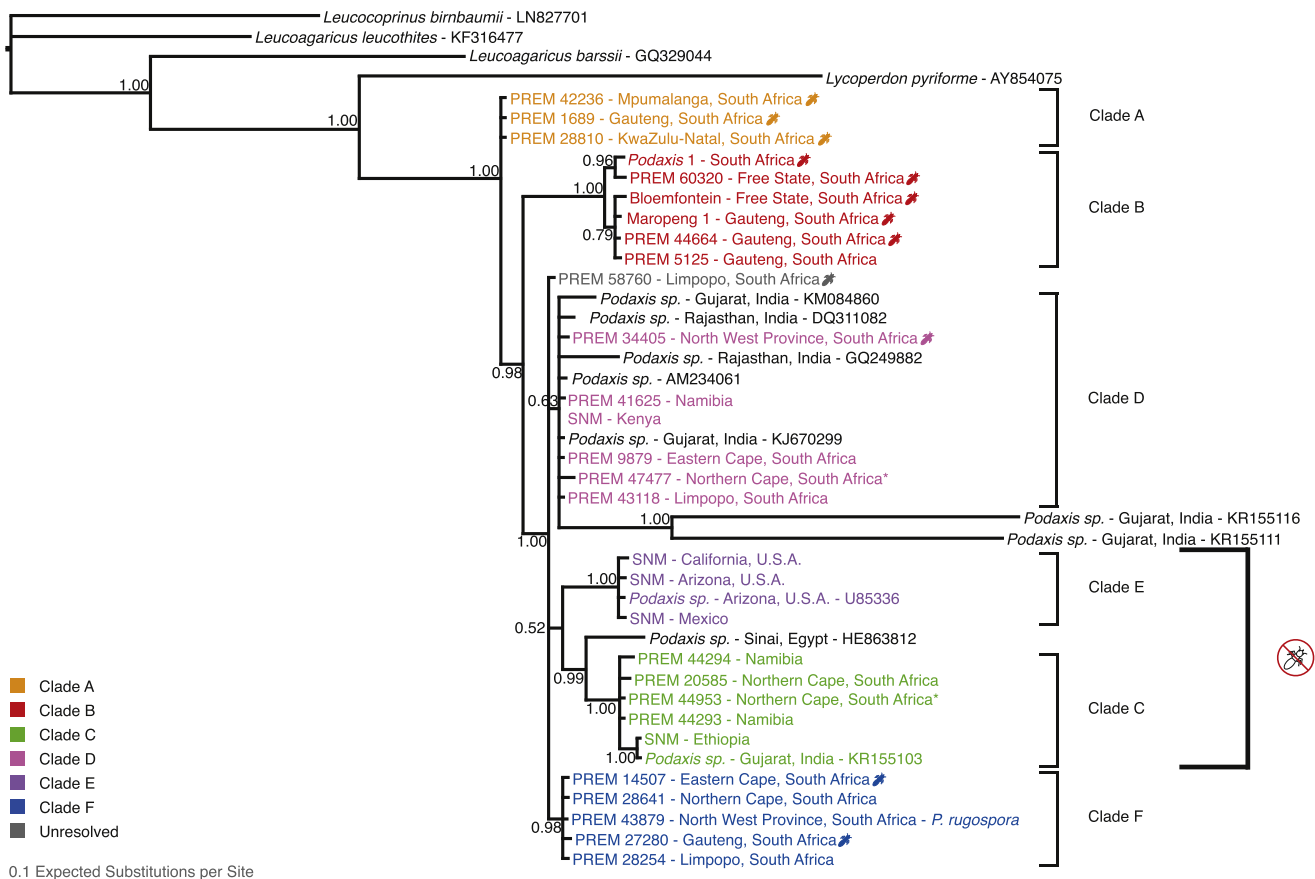 Leucocoprinus birnbaumii - LN827701
Leucoagaricus leucothites - KF316477
Leucoagaricus barssii - GQ329044
1.00
Lycoperdon pyriforme - AY854075
1.00
PREM 42236 - Mpumalanga, South Africa
PREM 1689 - Gauteng, South Africa
PREM 28810 - KwaZulu-Natal, South Africa
Clade A
1.00
0.96
Podaxis 1 - South Africa
PREM 60320 - Free State, South Africa
1.00
Bloemfontein - Free State, South Africa
Maropeng 1 - Gauteng, South Africa
0.79
PREM 44664 - Gauteng, South Africa
PREM 5125 - Gauteng, South Africa
Clade B
PREM 58760 - Limpopo, South Africa
Podaxis sp. - Gujarat, India - KM084860
Podaxis sp. - Rajasthan, India - DQ311082
PREM 34405 - North West Province, South Africa
Podaxis sp. - Rajasthan, India - GQ249882
0.98
Podaxis sp. - AM234061
0.63
PREM 41625 - Namibia
SNM - Kenya
Podaxis sp. - Gujarat, India - KJ670299
PREM 9879 - Eastern Cape, South Africa
PREM 47477 - Northern Cape, South Africa*
PREM 43118 - Limpopo, South Africa
Clade D
1.00
Podaxis sp. - Gujarat, India - KR155116
Podaxis sp. - Gujarat, India - KR155111
1.00
SNM - California, U.S.A.
1.00
SNM - Arizona, U.S.A.
Podaxis sp. - Arizona, U.S.A. - U85336
SNM - Mexico
Clade E
0.52
Podaxis sp. - Sinai, Egypt - HE863812
0.99
PREM 44294 - Namibia
PREM 20585 - Northern Cape, South Africa
PREM 44953 - Northern Cape, South Africa*
1.00
PREM 44293 - Namibia
SNM - Ethiopia
1.00
Podaxis sp. - Gujarat, India - KR155103
Clade C
PREM 14507 - Eastern Cape, South Africa
PREM 28641 - Northern Cape, South Africa
PREM 43879 - North West Province, South Africa - P. rugospora
0.98
PREM 27280 - Gauteng, South Africa
PREM 28254 - Limpopo, South Africa
Clade F
Clade A
Clade B
Clade C
Clade D
Clade E
Clade F
Unresolved
0.1 Expected Substitutions per Site